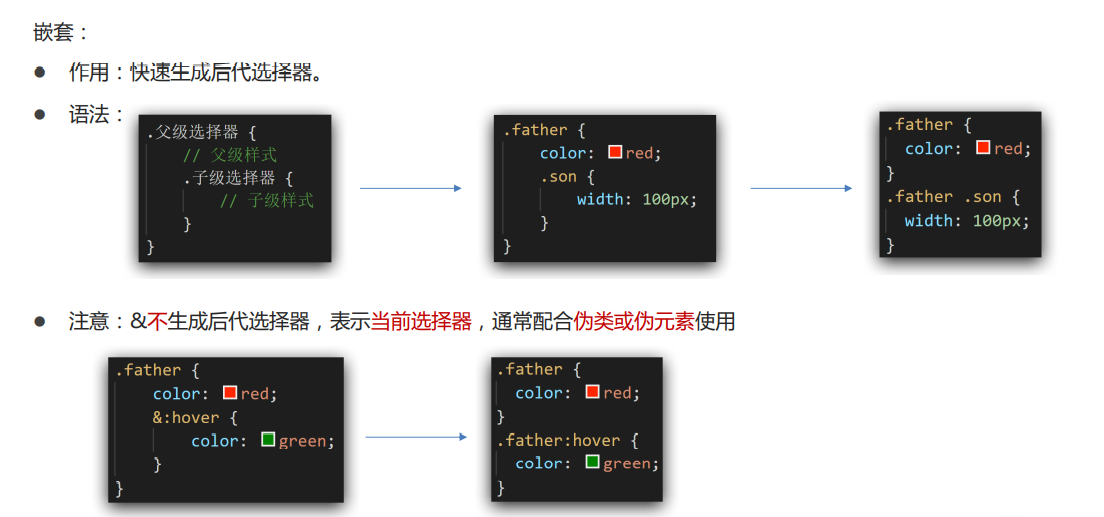 嵌套：
● 作用：快速生成后代选择器。
● 语法：
.父级选择器 {
// 父级样式
.子级选择器 {
// 子级样式
}
}
.father {
color: red;
.son {
width: 100px;
}
}
.father {
color: red;
}
.father .son {
width: 100px;
}
● 注意：&不生成后代选择器，表示当前选择器，通常配合伪类或伪元素使用
.father {
color: red;
&:hover {
color: green;
}
}
.father {
color: red;
}
.father:hover {
color: green;
}